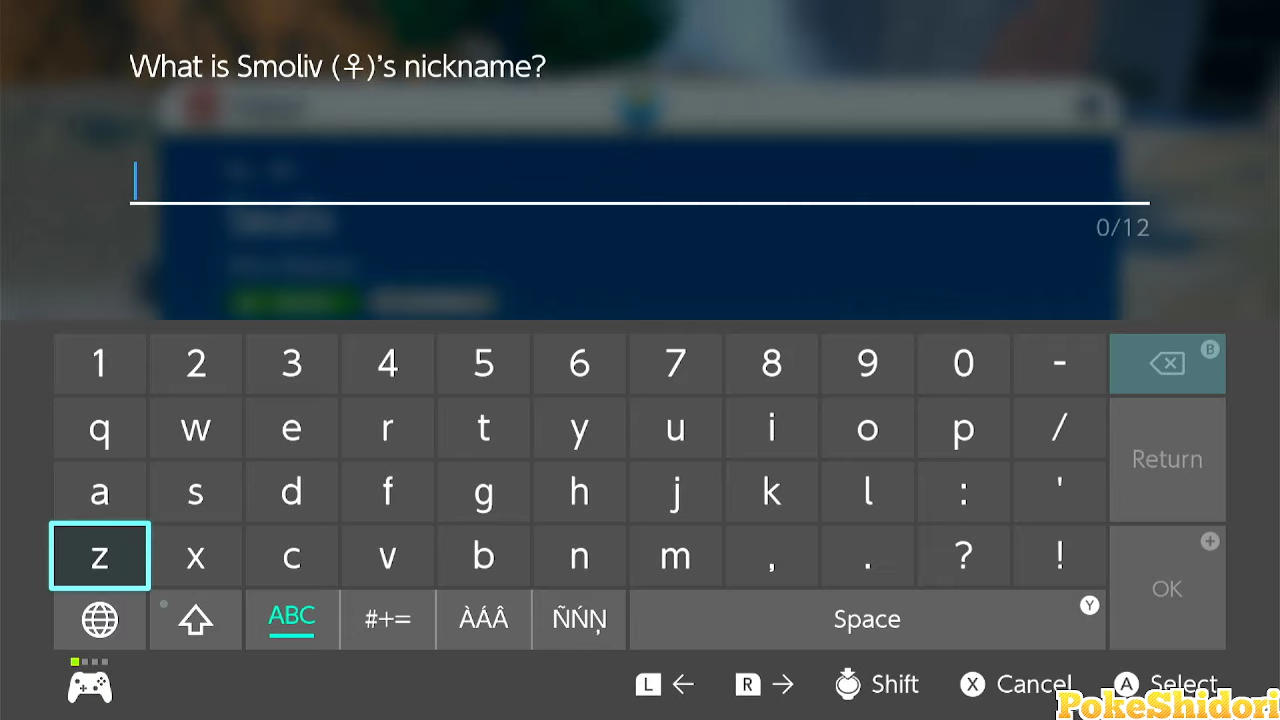 What is Smoliv (♀)'s nickname?
0/12
1 2 3 4 5 6 7 8 9 0 - B
q w e r t y u i o p /
Return
a s d f g h j k l : '
z x c v b n m , . ? ! +
OK
ABC #+= ÀÁÂ ÑŃŅ Space Y
L ← R → Shift X Cancel A Select
PokeShidori